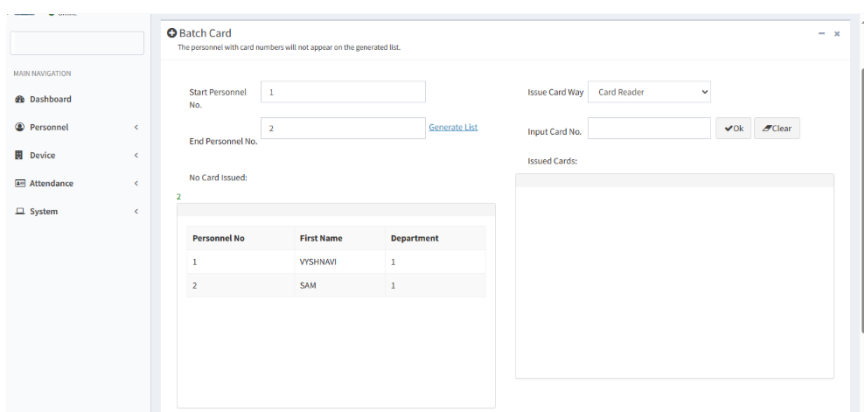 Batch Card
The personnel with card numbers will not appear on the generated list.
MAIN NAVIGATION
Dashboard
Personnel
Device
Attendance
System
Start Personnel
No.
1
End Personnel No.
2
Generate List
No Card Issued:
2
Personnel No First Name Department
1 VYSHNAVI 1
2 SAM 1
Issue Card Way Card Reader
Input Card No. Ok Clear
Issued Cards: